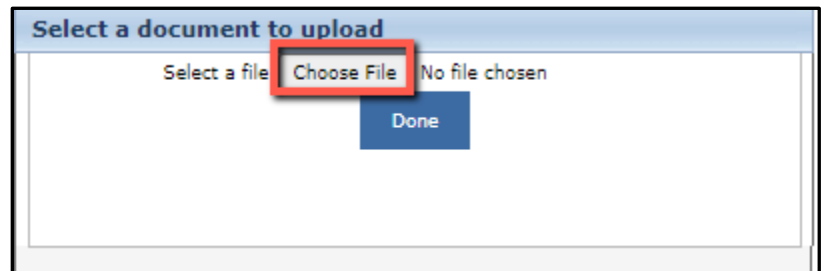 Select a document to upload
Select a file Choose File No file chosen
Done